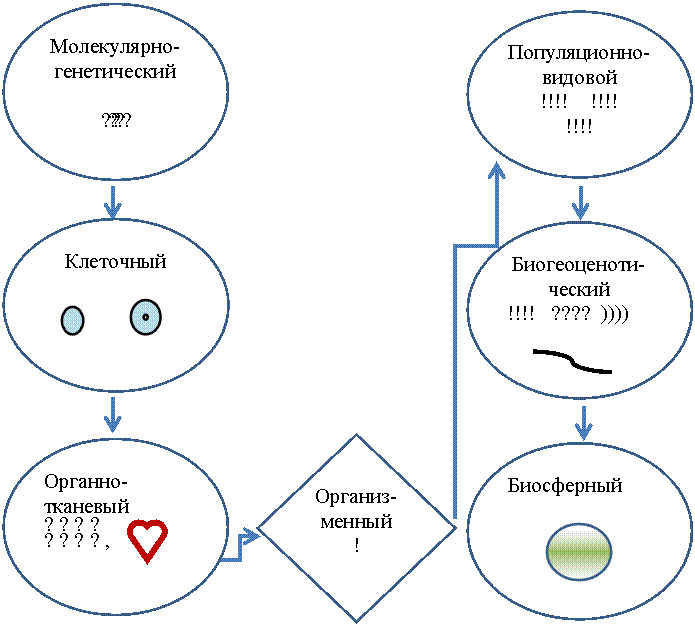 Молекулярно-
генетический
????
Клеточный
Органно-
тканевый
? ? ? ?
? ? ? ? ,
Организ-
менный
!
Популяционно-
видовой
!!!! !!!!
!!!!
Биогеоценоти-
ческий
!!!! ???? ))))
Биосферный